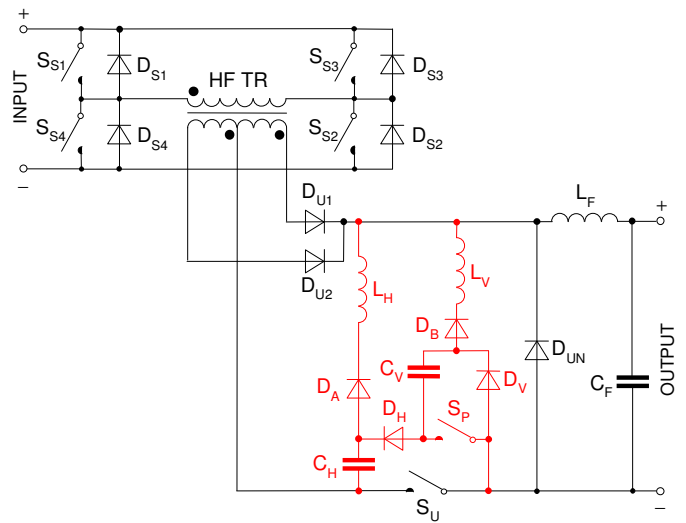 +
S_S1
D_S1
HF TR
S_S3
D_S3
INPUT
S_S4
D_S4
S_S2
D_S2
−
D_U1
L_F
+
D_U2
L_H
L_V
D_B
C_V
D_V
D_UN
C_F
OUTPUT
D_A
D_H
S_P
C_H
S_U
−